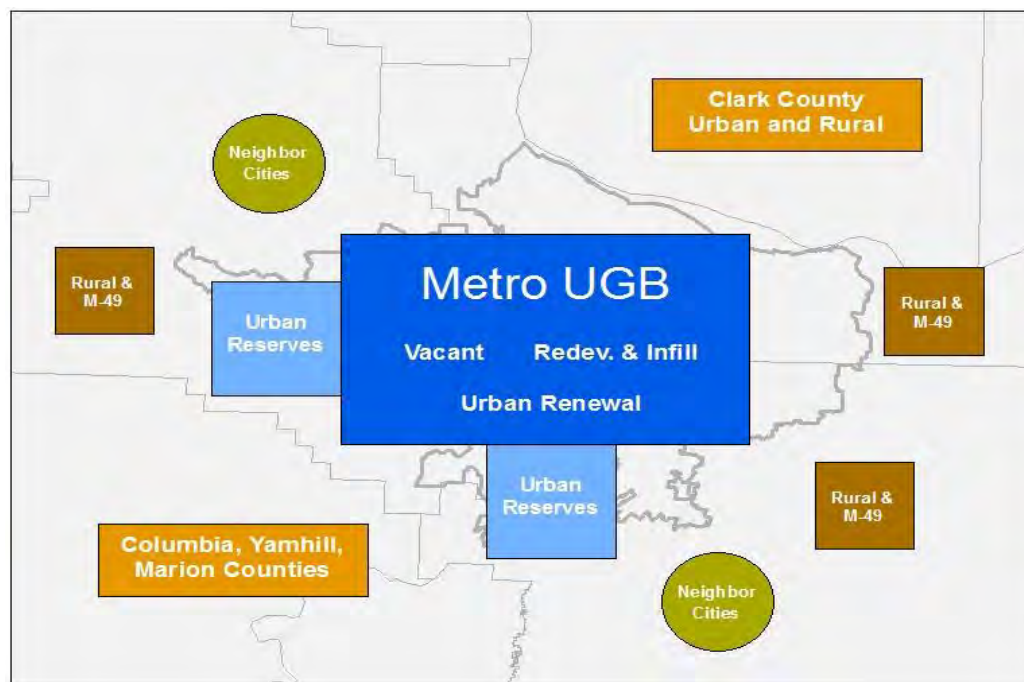 Clark County
Urban and Rural
Neighbor
Cities
Metro UGB
Vacant
Redev. & Infill
Urban Renewal
Rural &
M-49
Urban
Reserves
Rural &
M-49
Urban
Reserves
Rural &
M-49
Columbia, Yamhill,
Marion Counties
Neighbor
Cities